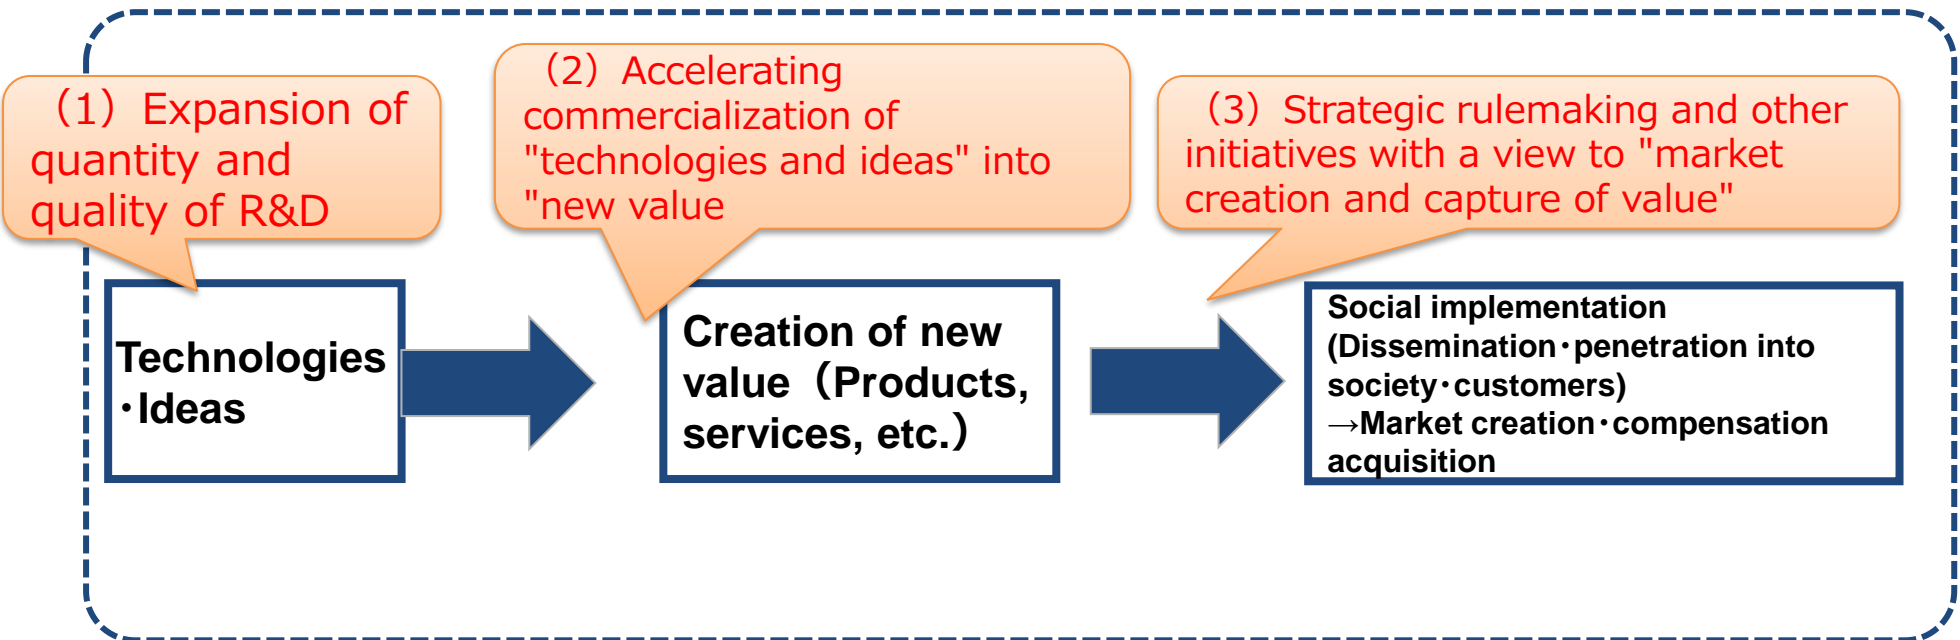 （1）Expansion of
quantity and
quality of R&D
（2）Accelerating
commercialization of
"technologies and ideas" into
"new value
（3）Strategic rulemaking and other
initiatives with a view to "market
creation and capture of value"
Technologies
・Ideas
Creation of new
value（Products,
services, etc.）
Social implementation
(Dissemination・penetration into
society・customers)
→Market creation・compensation
acquisition